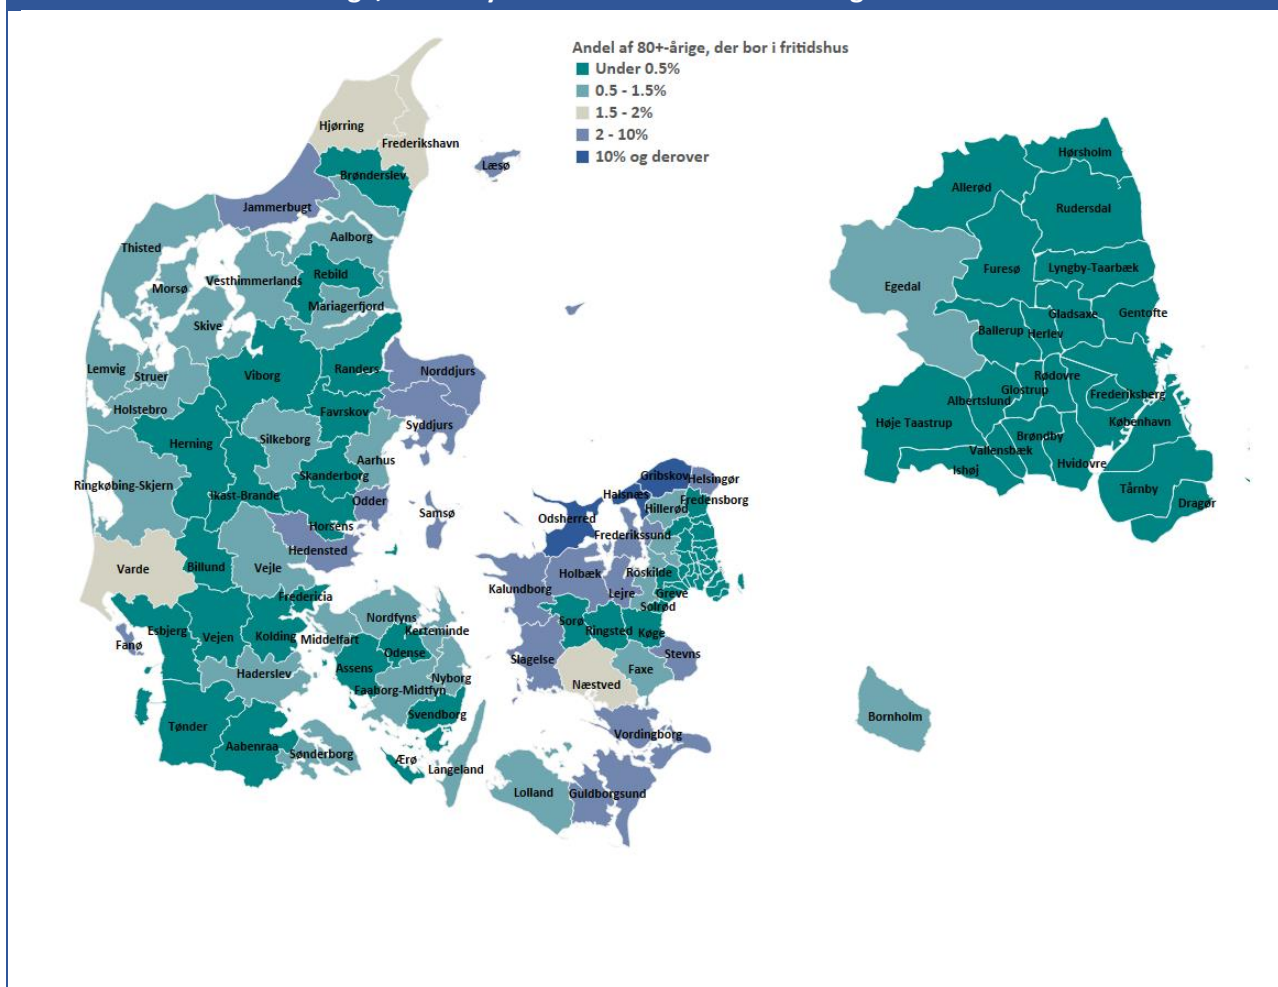 Andel af 80+-årige, der bor i fritidshus
Under 0.5%
0.5 - 1.5%
1.5 - 2%
2 - 10%
10% og derover
Hjørring
Frederikshavn
Læsø
Brønderslev
Jammerbugt
Aalborg
Thisted
Rebild
Vesthimmerlands
Morsø
Mariagerfjord
Skive
Lemvig
Struer
Viborg
Randers
Norddjurs
Holstebro
Favrskov
Syddjurs
Herning
Silkeborg
Aarhus
Skanderborg
Ringkøbing-Skjern
Ikast-Brande
Odder
Samsø
Horsens
Hedensted
Varde
Billund
Vejle
Fredericia
Nordfyns
Esbjerg
Vejen
Kolding
Middelfart
Kerteminde
Fanø
Odense
Assens
Haderslev
Nyborg
Faaborg-Midtfyn
Svendborg
Tønder
Aabenraa
Sønderborg
Ærø
Langeland
Gribskov
Helsingør
Halsnæs
Fredensborg
Hillerød
Odsherred
Frederikssund
Holbæk
Roskilde
Kalundborg
Lejre
Greve
Solrød
Sorø
Ringsted
Køge
Slagelse
Stevns
Faxe
Næstved
Vordingborg
Lolland
Guldborgsund
Hørsholm
Allerød
Rudersdal
Furesø
Lyngby-Taarbæk
Egedal
Gladsaxe
Gentofte
Ballerup
Herlev
Rødovre
Glostrup
Frederiksberg
Albertslund
Høje Taastrup
København
Brøndby
Vallensbæk
Hvidovre
Ishøj
Tårnby
Dragør
Bornholm